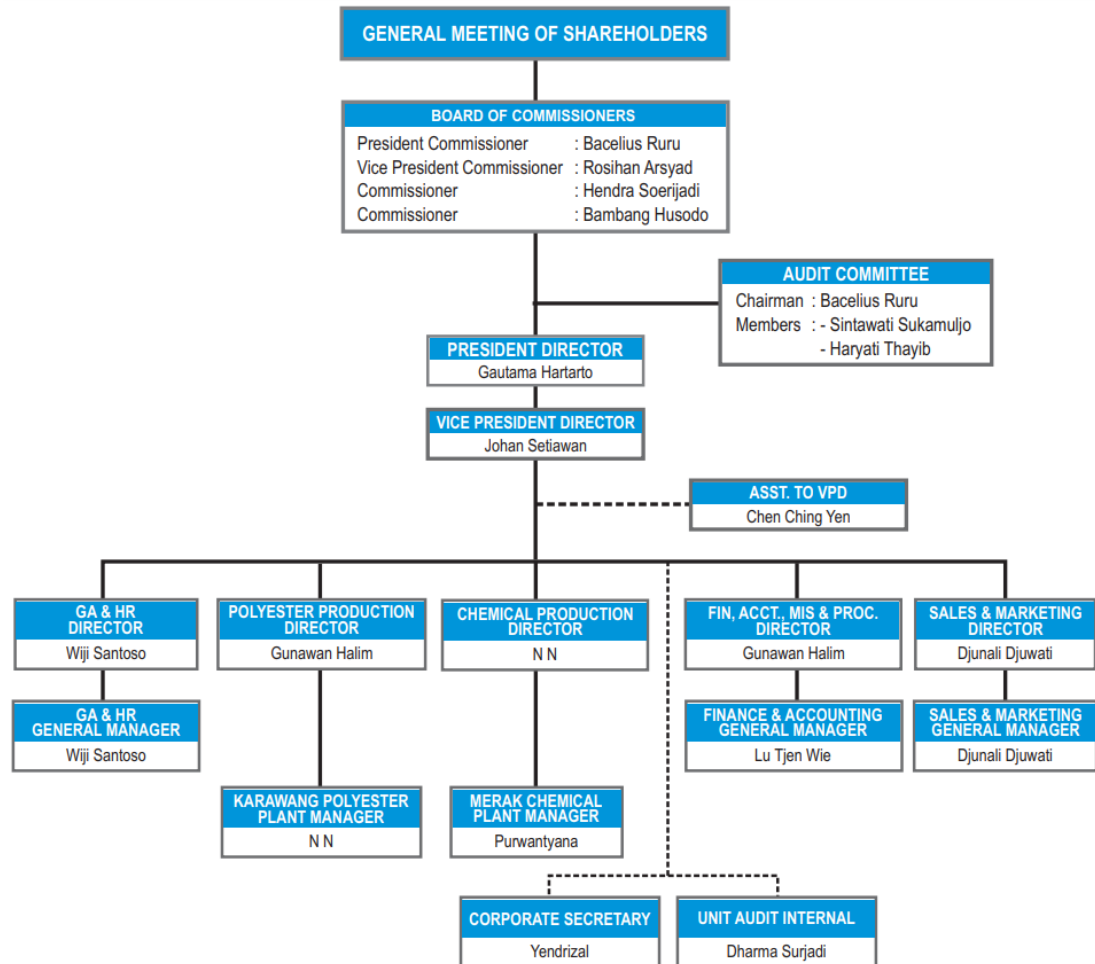 GENERAL MEETING OF SHAREHOLDERS
BOARD OF COMMISSIONERS
President Commissioner : Bacelius Ruru
Vice President Commissioner : Rosihan Arsyad
Commissioner : Hendra Soerijadi
Commissioner : Bambang Husodo
AUDIT COMMITTEE
Chairman : Bacelius Ruru
Members : - Sintawati Sukamuljo
- Haryati Thayib
PRESIDENT DIRECTOR
Gautama Hartarto
VICE PRESIDENT DIRECTOR
Johan Setiawan
ASST. TO VPD
Chen Ching Yen
GA & HR
DIRECTOR
Wiji Santoso
POLYESTER PRODUCTION
DIRECTOR
Gunawan Halim
CHEMICAL PRODUCTION
DIRECTOR
N N
FIN, ACCT., MIS & PROC.
DIRECTOR
Gunawan Halim
SALES & MARKETING
DIRECTOR
Djunali Djuwati
GA & HR
GENERAL MANAGER
Wiji Santoso
FINANCE & ACCOUNTING
GENERAL MANAGER
Lu Tjen Wie
SALES & MARKETING
GENERAL MANAGER
Djunali Djuwati
KARAWANG POLYESTER
PLANT MANAGER
N N
MERAK CHEMICAL
PLANT MANAGER
Purwantyana
CORPORATE SECRETARY
Yendrizal
UNIT AUDIT INTERNAL
Dharma Surjadi